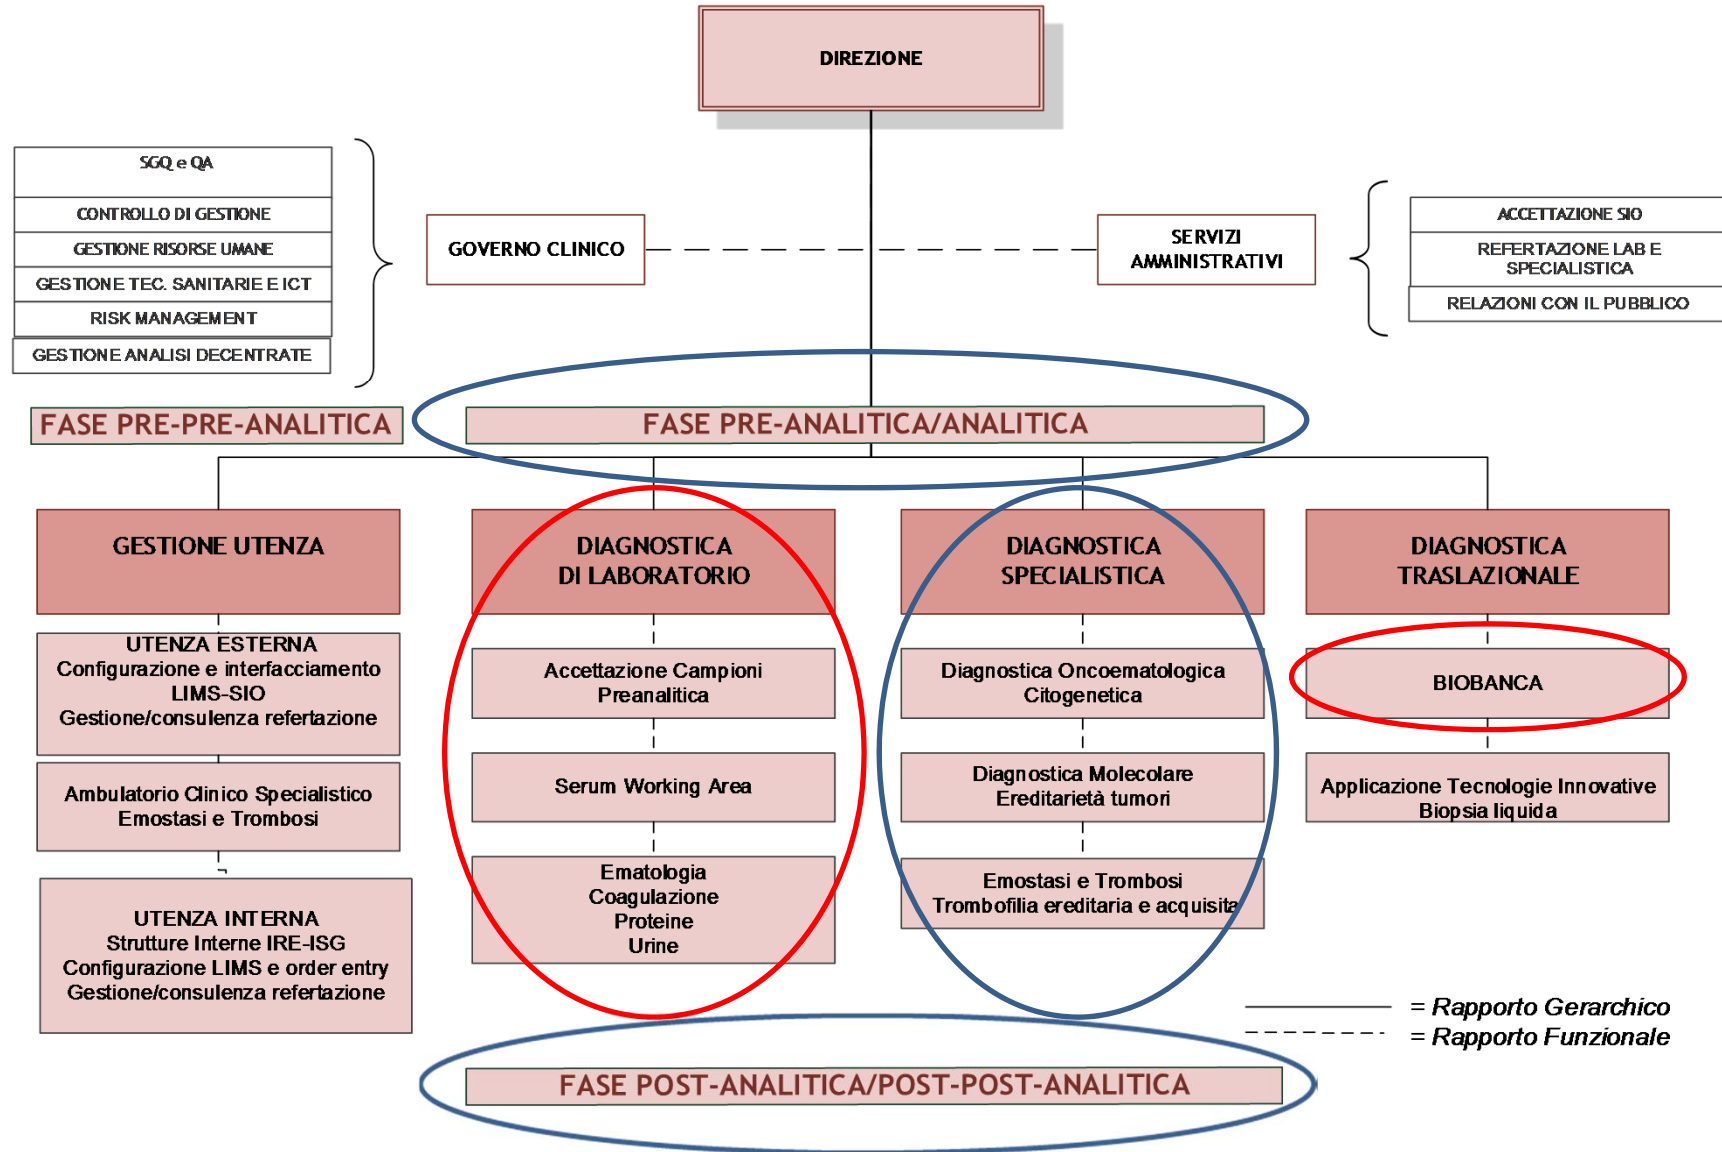 DIREZIONE
SGQ e QA
CONTROLLO DI GESTIONE
GESTIONE RISORSE UMANE
GESTIONE TEC. SANITARIE E ICT
RISK MANAGEMENT
GESTIONE ANALISI DECENTRATE
GOVERNO CLINICO
SERVIZI
AMMINISTRATIVI
ACCETTAZIONE SIO
REFERTAZIONE LAB E
SPECIALISTICA
RELAZIONI CON IL PUBBLICO
FASE PRE-PRE-ANALITICA
FASE PRE-ANALITICA/ANALITICA
GESTIONE UTENZA
UTENZA ESTERNA
Configurazione e interfacciamento
LIMS-SIO
Gestione/consulenza refertazione
Ambulatorio Clinico Specialistico
Emostasi e Trombosi
UTENZA INTERNA
Strutture Interne IRE-ISG
Configurazione LIMS e order entry
Gestione/consulenza refertazione
DIAGNOSTICA
DI LABORATORIO
Accettazione Campioni
Preanalitica
Serum Working Area
Ematologia
Coagulazione
Proteine
Urine
DIAGNOSTICA
SPECIALISTICA
Diagnostica Oncoematologica
Citogenetica
Diagnostica Molecolare
Ereditarietà tumori
Emostasi e Trombosi
Trombofilia ereditaria e acquisita
DIAGNOSTICA
TRASLAZIONALE
BIOBANCA
Applicazione Tecnologie Innovative
Biopsia liquida
= Rapporto Gerarchico
= Rapporto Funzionale
FASE POST-ANALITICA/POST-POST-ANALITICA